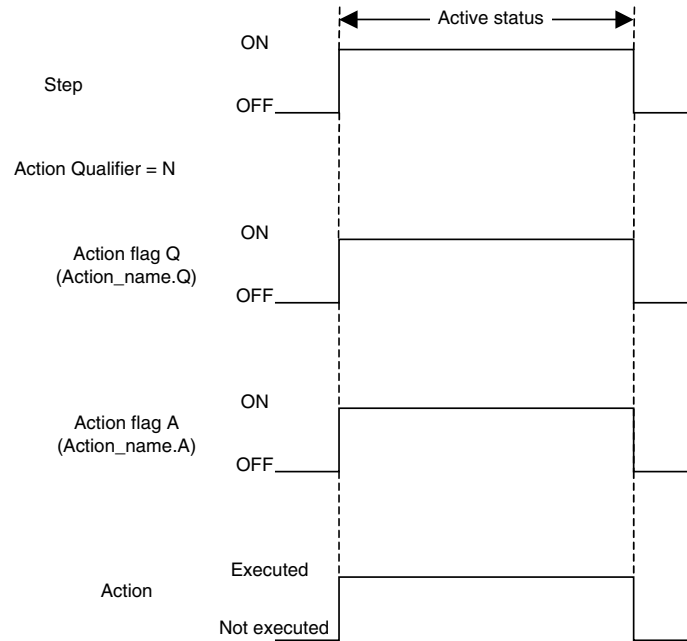 Active status
ON
Step
OFF
Action Qualifier = N
ON
Action flag Q
(Action_name.Q)
OFF
ON
Action flag A
(Action_name.A)
OFF
Executed
Action
Not executed